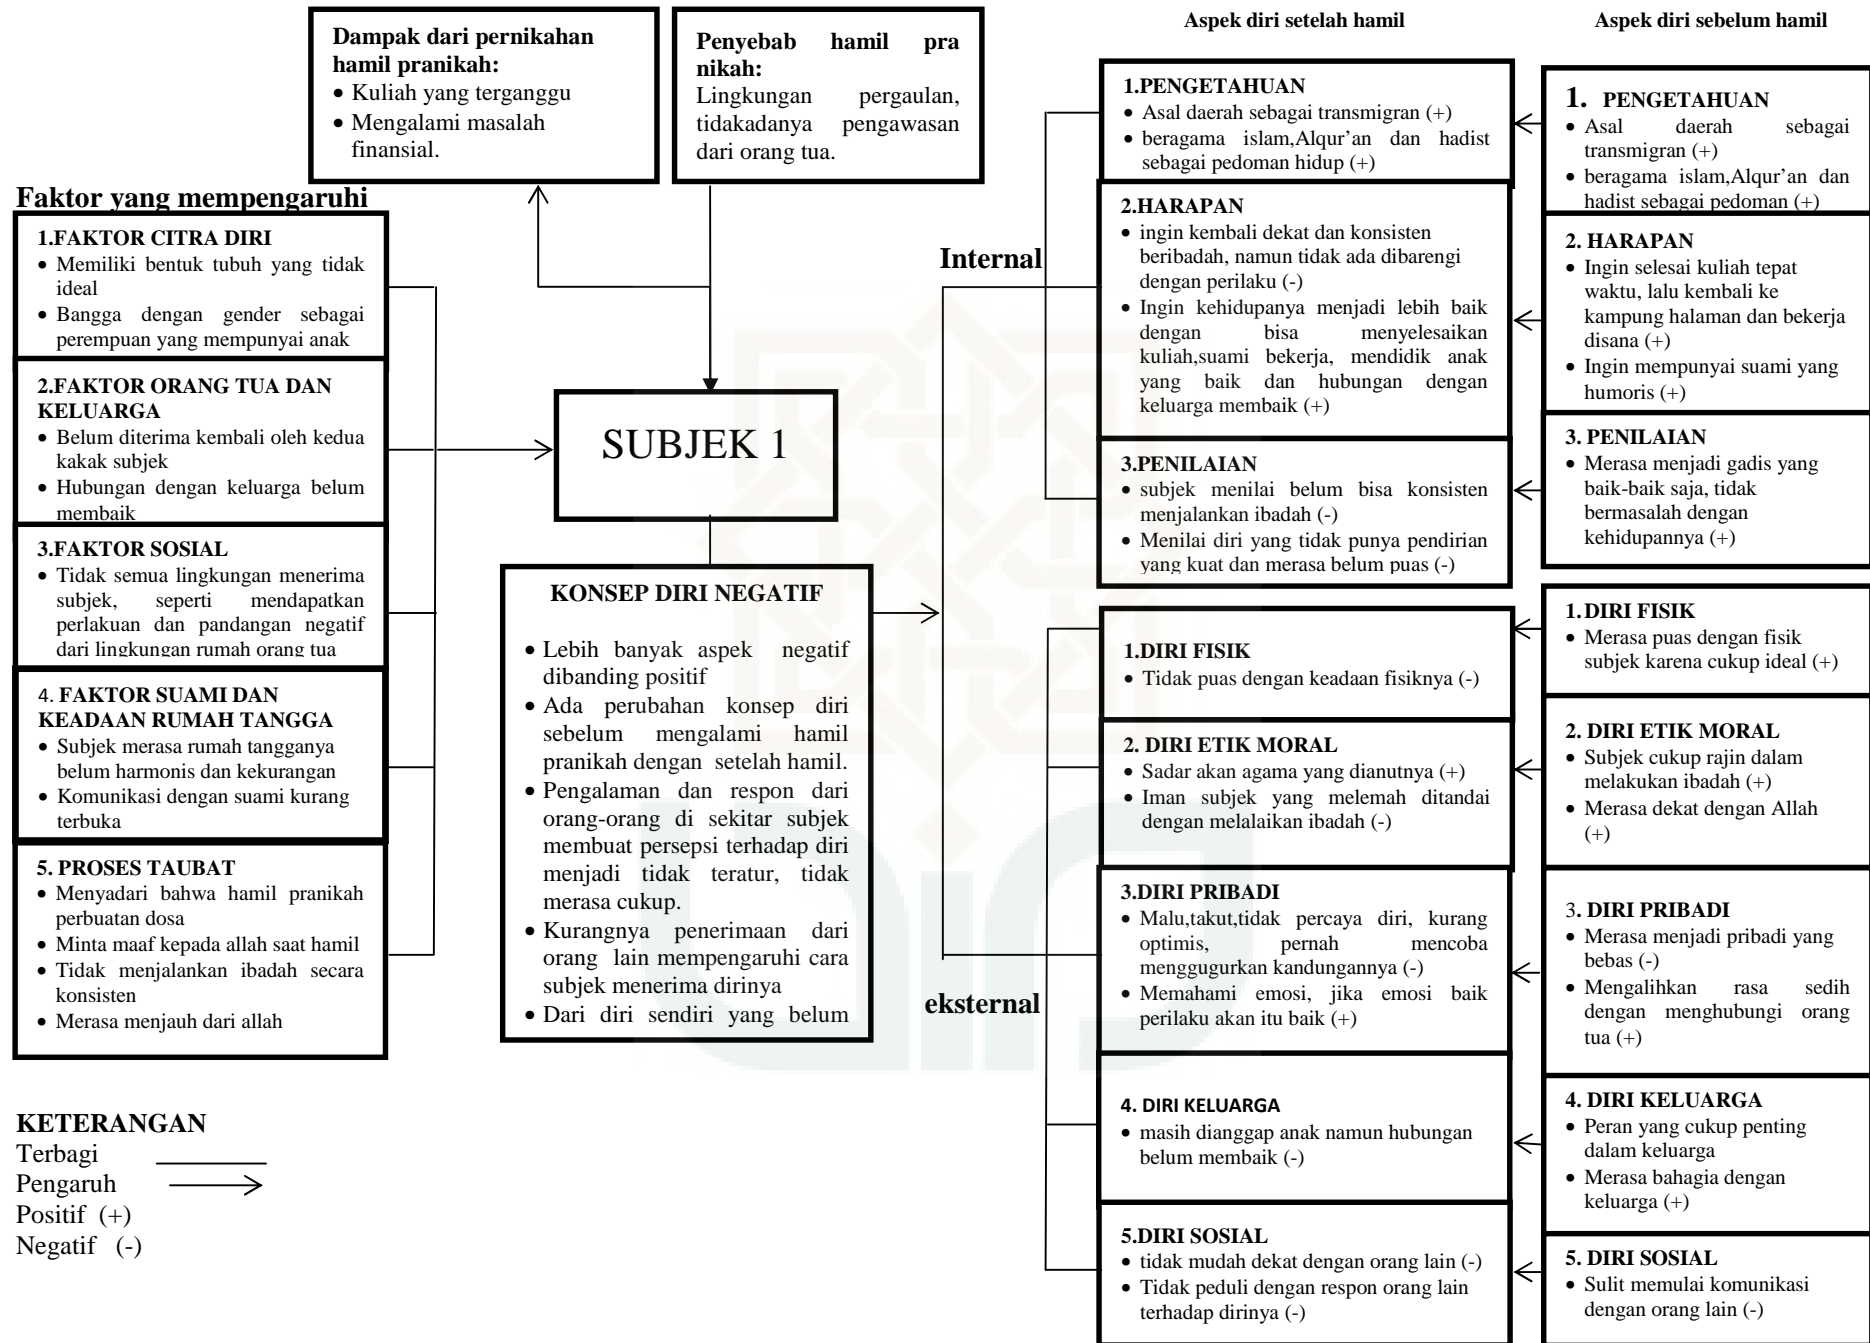 Dampak dari pernikahan
hamil pranikah:
• Kuliah yang terganggu
• Mengalami masalah
finansial.
Penyebab hamil pra
nikah:
Lingkungan pergaulan,
tidakadanya pengawasan
dari orang tua.
Faktor yang mempengaruhi
1.FAKTOR CITRA DIRI
• Memiliki bentuk tubuh yang tidak
ideal
• Bangga dengan gender sebagai
perempuan yang mempunyai anak
2.FAKTOR ORANG TUA DAN
KELUARGA
• Belum diterima kembali oleh kedua
kakak subjek
• Hubungan dengan keluarga belum
membaik
3.FAKTOR SOSIAL
• Tidak semua lingkungan menerima
subjek, seperti mendapatkan
perlakuan dan pandangan negatif
dari lingkungan rumah orang tua
4. FAKTOR SUAMI DAN
KEADAAN RUMAH TANGGA
• Subjek merasa rumah tangganya
belum harmonis dan kekurangan
• Komunikasi dengan suami kurang
terbuka
5. PROSES TAUBAT
• Menyadari bahwa hamil pranikah
perbuatan dosa
• Minta maaf kepada allah saat hamil
• Tidak menjalankan ibadah secara
konsisten
• Merasa menjauh dari allah
KETERANGAN
Terbagi
Pengaruh
Positif (+)
Negatif (-)
SUBJEK 1
KONSEP DIRI NEGATIF
• Lebih banyak aspek negatif
dibanding positif
• Ada perubahan konsep diri
sebelum mengalami hamil
pranikah dengan setelah hamil.
• Pengalaman dan respon dari
orang-orang di sekitar subjek
membuat persepsi terhadap diri
menjadi tidak teratur, tidak
merasa cukup.
• Kurangnya penerimaan dari
orang lain mempengaruhi cara
subjek menerima dirinya
• Dari diri sendiri yang belum
Internal
eksternal
Aspek diri setelah hamil
1.PENGETAHUAN
• Asal daerah sebagai transmigran (+)
• beragama islam,Alqur’an dan hadist
sebagai pedoman hidup (+)
2.HARAPAN
• ingin kembali dekat dan konsisten
beribadah, namun tidak ada dibarengi
dengan perilaku (-)
• Ingin kehidupanya menjadi lebih baik
dengan bisa menyelesaikan
kuliah,suami bekerja, mendidik anak
yang baik dan hubungan dengan
keluarga membaik (+)
3.PENILAIAN
• subjek menilai belum bisa konsisten
menjalankan ibadah (-)
• Menilai diri yang tidak punya pendirian
yang kuat dan merasa belum puas (-)
1.DIRI FISIK
• Tidak puas dengan keadaan fisiknya (-)
2. DIRI ETIK MORAL
• Sadar akan agama yang dianutnya (+)
• Iman subjek yang melemah ditandai
dengan melalaikan ibadah (-)
3.DIRI PRIBADI
• Malu,takut,tidak percaya diri, kurang
optimis, pernah mencoba
menggugurkan kandungannya (-)
• Memahami emosi, jika emosi baik
perilaku akan itu baik (+)
4. DIRI KELUARGA
• masih dianggap anak namun hubungan
belum membaik (-)
5.DIRI SOSIAL
• tidak mudah dekat dengan orang lain (-)
• Tidak peduli dengan respon orang lain
terhadap dirinya (-)
Aspek diri sebelum hamil
1. PENGETAHUAN
• Asal daerah sebagai
transmigran (+)
• beragama islam,Alqur’an dan
hadist sebagai pedoman (+)
2. HARAPAN
• Ingin selesai kuliah tepat
waktu, lalu kembali ke
kampung halaman dan bekerja
disana (+)
• Ingin mempunyai suami yang
humoris (+)
3. PENILAIAN
• Merasa menjadi gadis yang
baik-baik saja, tidak
bermasalah dengan
kehidupannya (+)
1.DIRI FISIK
• Merasa puas dengan fisik
subjek karena cukup ideal (+)
2. DIRI ETIK MORAL
• Subjek cukup rajin dalam
melakukan ibadah (+)
• Merasa dekat dengan Allah
(+)
3. DIRI PRIBADI
• Merasa menjadi pribadi yang
bebas (-)
• Mengalihkan rasa sedih
dengan menghubungi orang
tua (+)
4. DIRI KELUARGA
• Peran yang cukup penting
dalam keluarga
• Merasa bahagia dengan
keluarga (+)
5. DIRI SOSIAL
• Sulit memulai komunikasi
dengan orang lain (-)